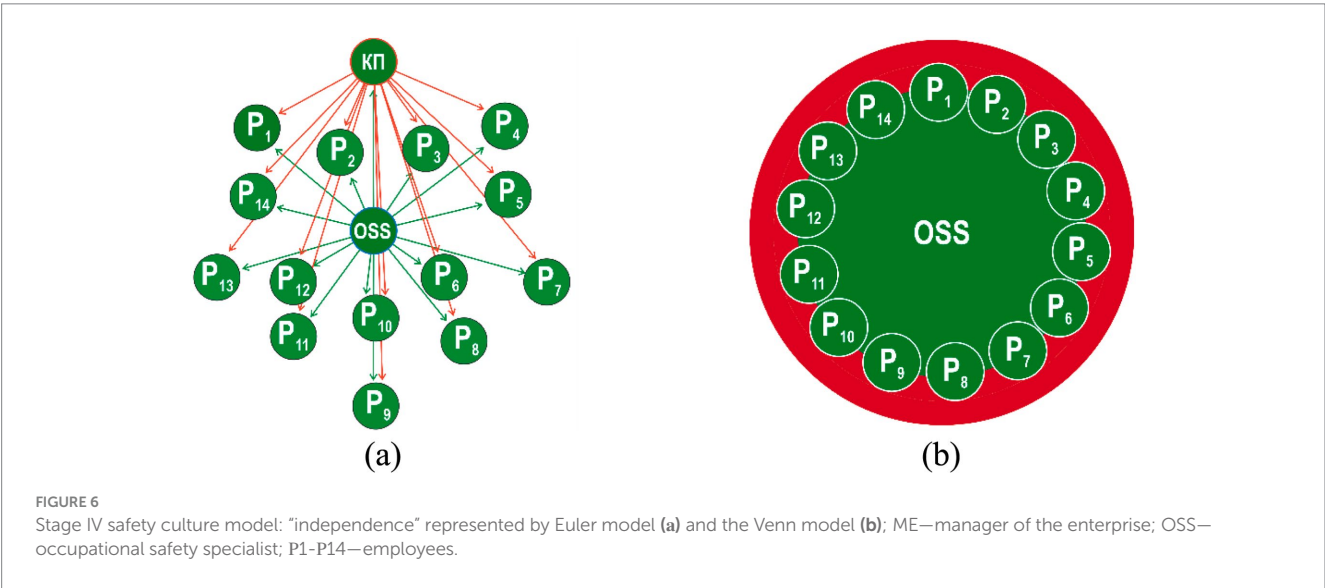 КП
P₁
P₂
P₃
P₄
P₁₄
P₅
OSS
P₁₃
P₁₂
P₆
P₇
P₁₁
P₁₀
P₈
P₉
(a)
P₁
P₂
P₃
P₄
P₅
P₆
P₇
P₈
P₉
P₁₀
P₁₁
P₁₂
P₁₃
P₁₄
OSS
(b)
FIGURE 6
Stage IV safety culture model: “independence” represented by Euler model (a) and the Venn model (b); ME—manager of the enterprise; OSS—
occupational safety specialist; P1-P14—employees.